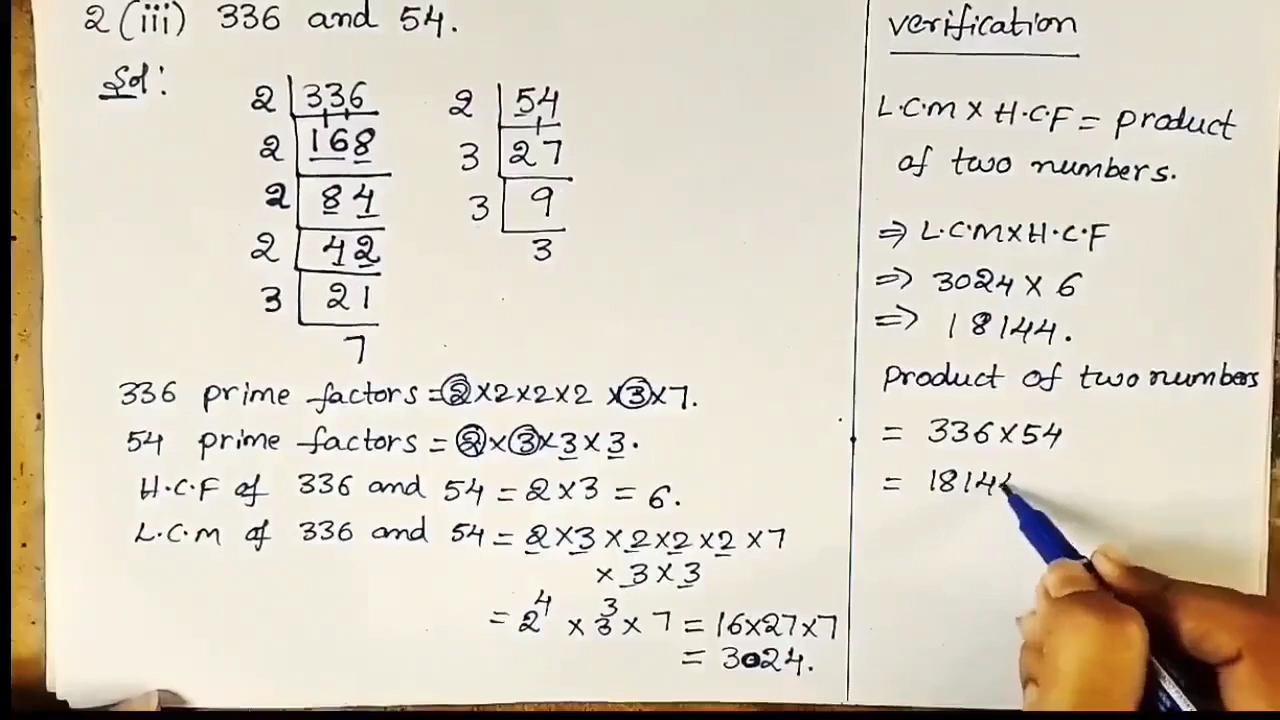 2 (iii) 336 and 54.
Sol:
2 | 336
2 | 168
2 | 84
2 | 42
3 | 21
7
2 | 54
3 | 27
3 | 9
3
336 prime factors = 2×2×2×2 ×3×7.
54 prime factors = 2×3×3×3.
H.C.F of 336 and 54 = 2×3 = 6.
L.C.M of 336 and 54 = 2×3×2×2×2×7
×3×3
= 2⁴ × 3³ × 7 = 16×27×7
= 3024.
verification
L.C.M × H.C.F = product
of two numbers.
⇒ L.C.M×H.C.F
⇒ 3024 × 6
⇒ 18144.
product of two numbers
= 336×54
= 18144